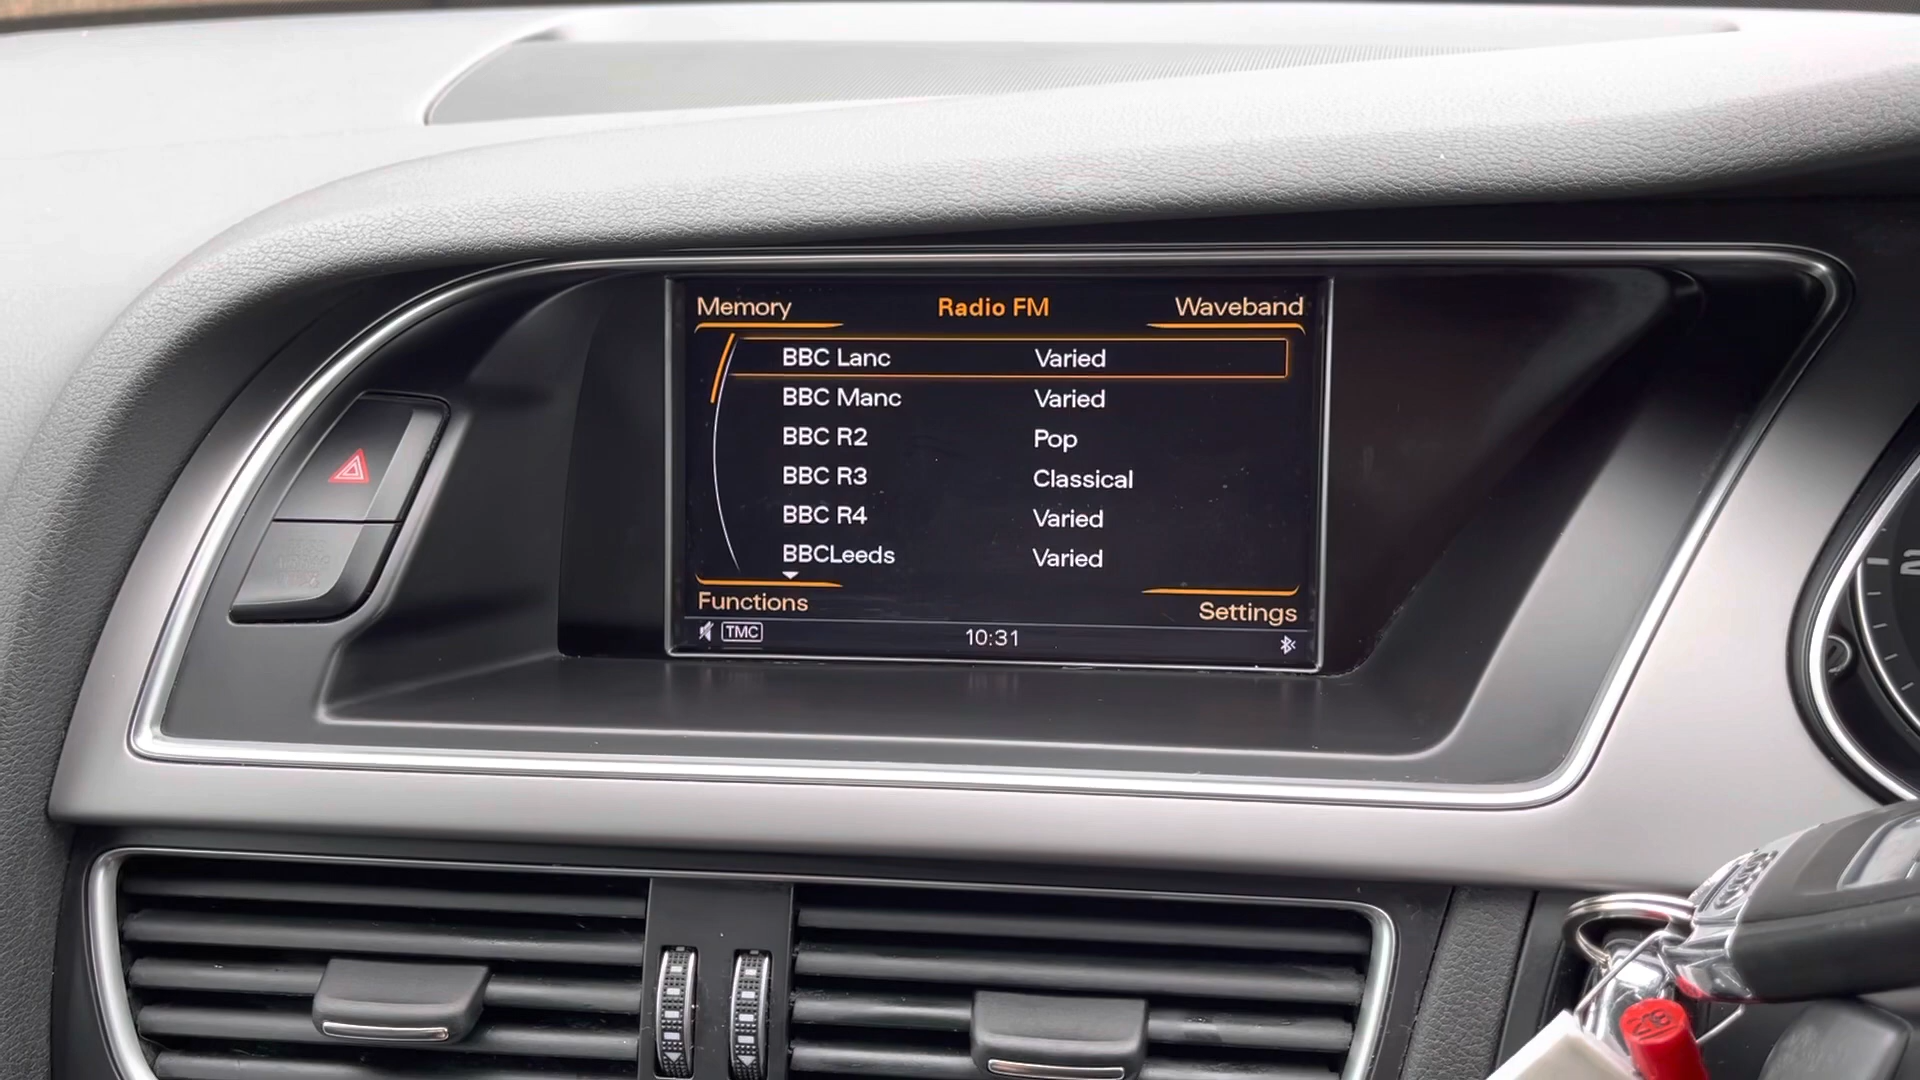 Memory Radio FM Waveband
BBC Lanc Varied
BBC Manc Varied
BBC R2 Pop
BBC R3 Classical
BBC R4 Varied
BBCLeeds Varied
Functions Settings
TMC 10:31
218